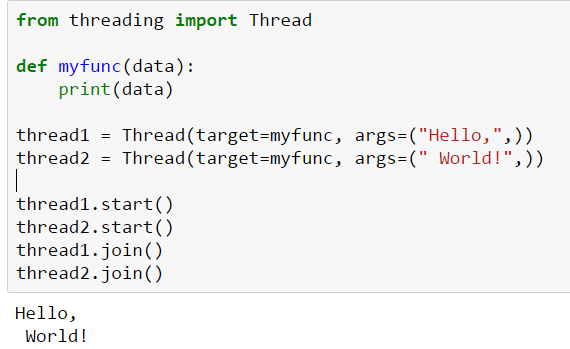 from threading import Thread
def myfunc(data):
    print(data)
thread1 = Thread(target=myfunc, args=("Hello,",))
thread2 = Thread(target=myfunc, args=(" World!",))
thread1.start()
thread2.start()
thread1.join()
thread2.join()
Hello,
 World!